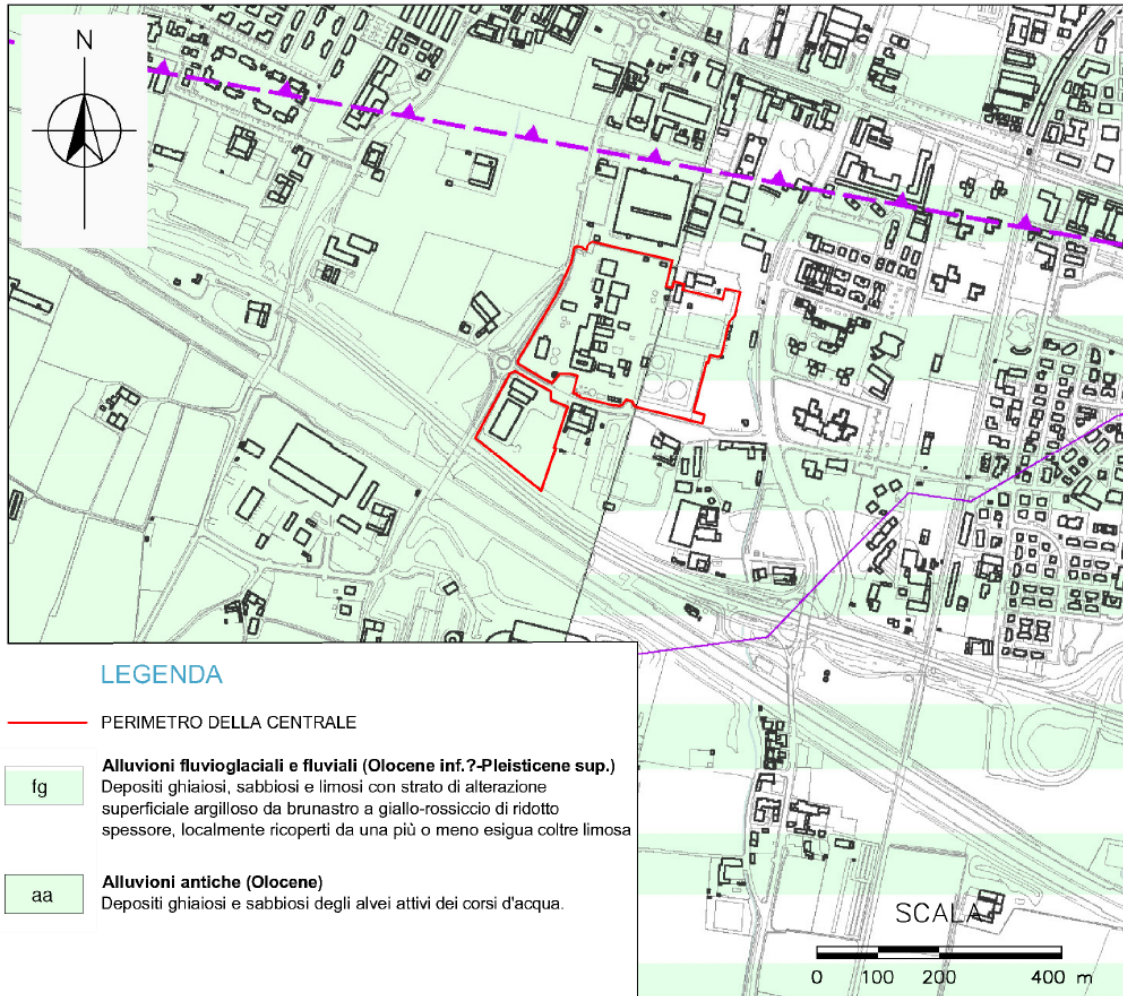 N
LEGENDA
PERIMETRO DELLA CENTRALE
fg
Alluvioni fluvioglaciali e fluviali (Olocene inf.?-Pleisticene sup.)
Depositi ghiaiosi, sabbiosi e limosi con strato di alterazione
superficiale argilloso da brunastro a giallo-rossiccio di ridotto
spessore, localmente ricoperti da una più o meno esigua coltre limosa
aa
Alluvioni antiche (Olocene)
Depositi ghiaiosi e sabbiosi degli alvei attivi dei corsi d'acqua.
SCALA
0 100 200 400 m